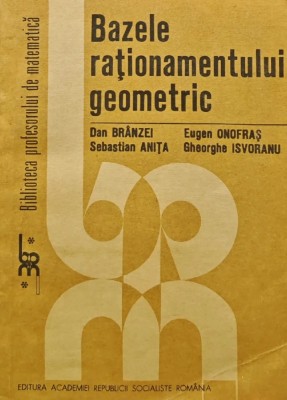 Bazele
raţionamentului
geometric
Dan BRÂNZEI Eugen ONOFRAŞ
Sebastian ANIŢA Gheorghe ISVORANU
Biblioteca profesorului de matematică
bpm
EDITURA ACADEMIEI REPUBLICII SOCIALISTE ROMÂNIA